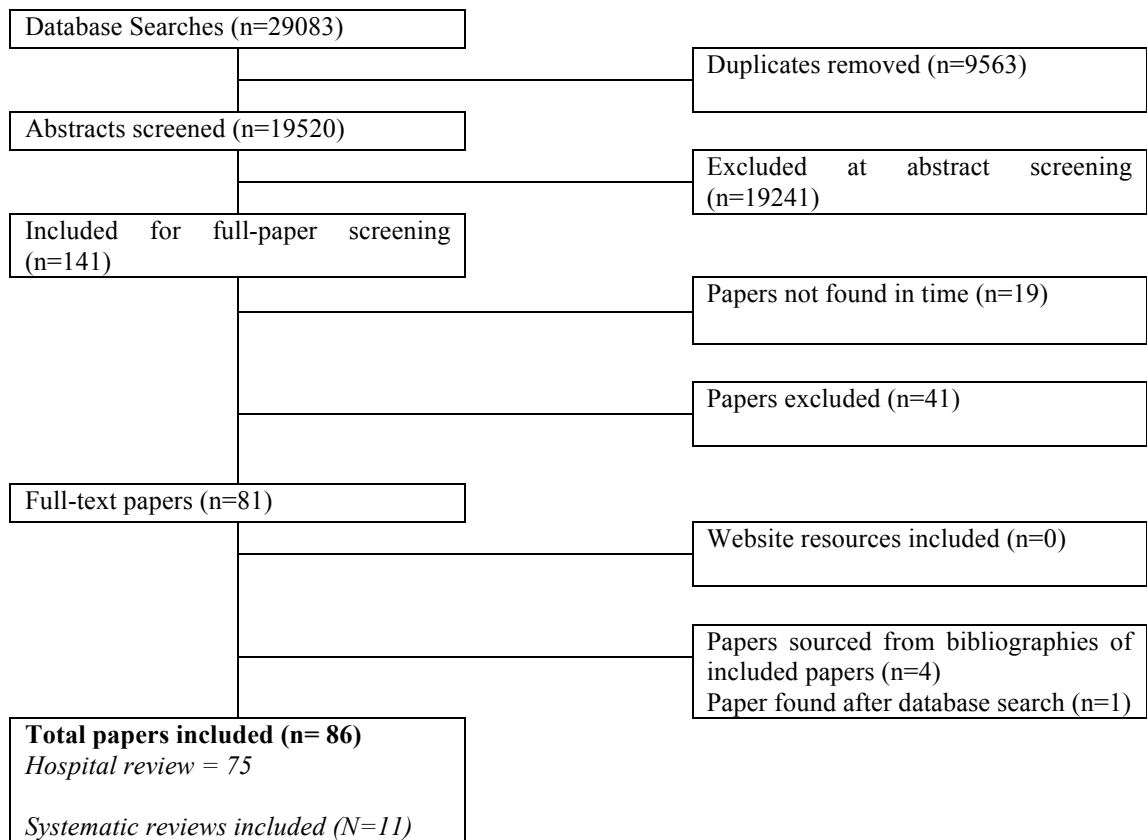 Database Searches (n=29083)
Duplicates removed (n=9563)
Abstracts screened (n=19520)
Excluded at abstract screening
(n=19241)
Included for full-paper screening
(n=141)
Papers not found in time (n=19)
Papers excluded (n=41)
Full-text papers (n=81)
Website resources included (n=0)
Papers sourced from bibliographies of
included papers (n=4)
Paper found after database search (n=1)
Total papers included (n= 86)
Hospital review = 75
Systematic reviews included (N=11)